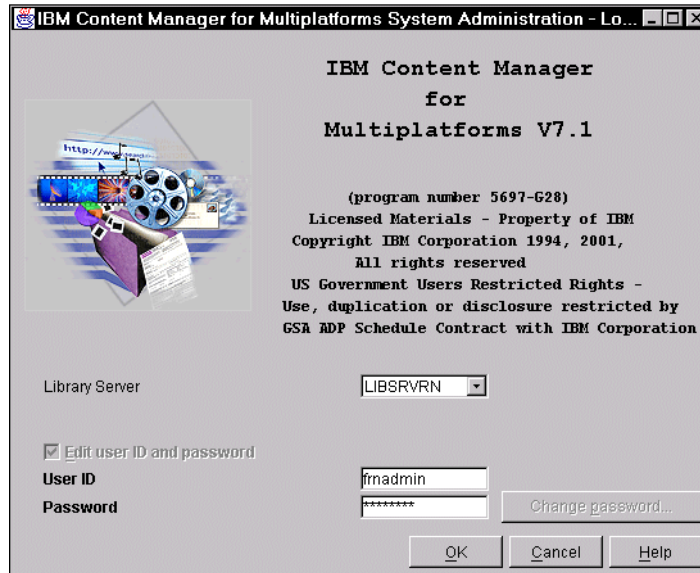 IBM Content Manager for Multiplatforms System Administration - Lo...
IBM Content Manager
for
Multiplatforms V7.1
http://www.sear
(program number 5697-G28)
Licensed Materials - Property of IBM
Copyright IBM Corporation 1994, 2001,
All rights reserved
US Government Users Restricted Rights -
Use, duplication or disclosure restricted by
GSA ADP Schedule Contract with IBM Corporation
Library Server
LIBSRVRN
Edit user ID and password
User ID
frnadmin
Password
********
Change password...
OK
Cancel
Help